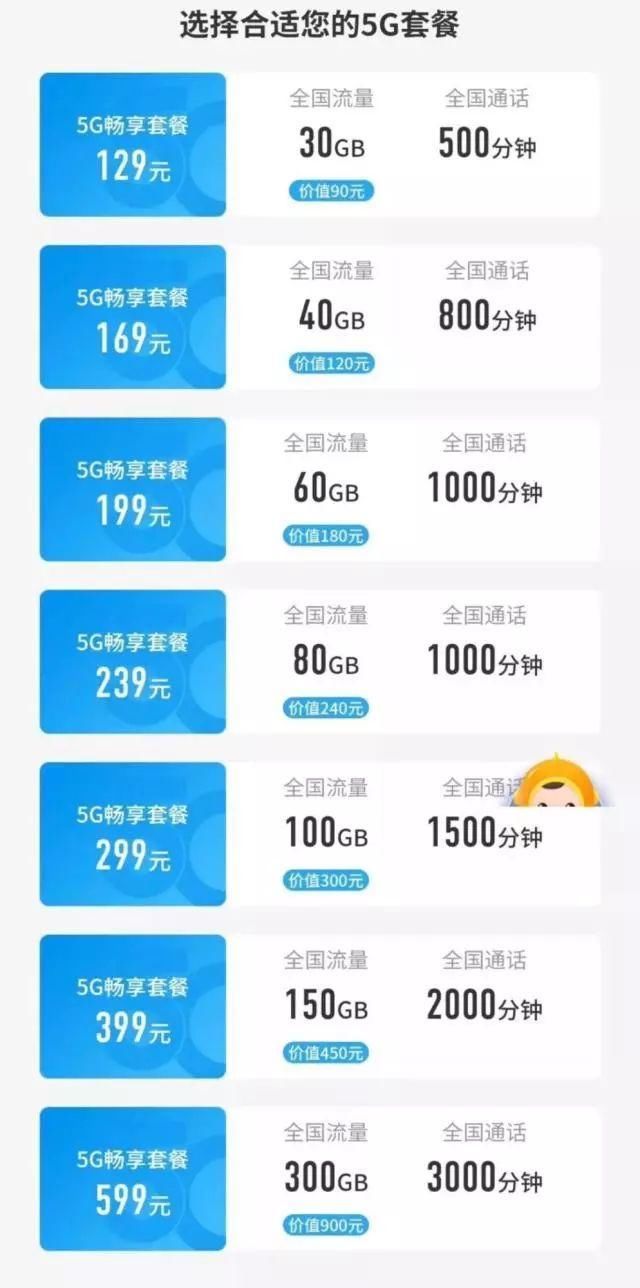 选择合适您的5G套餐
5G畅享套餐
129元
全国流量
30GB
价值90元
全国通话
500分钟
5G畅享套餐
169元
全国流量
40GB
价值120元
全国通话
800分钟
5G畅享套餐
199元
全国流量
60GB
价值180元
全国通话
1000分钟
5G畅享套餐
239元
全国流量
80GB
价值240元
全国通话
1000分钟
5G畅享套餐
299元
全国流量
100GB
价值300元
全国通话
1500分钟
5G畅享套餐
399元
全国流量
150GB
价值450元
全国通话
2000分钟
5G畅享套餐
599元
全国流量
300GB
价值900元
全国通话
3000分钟